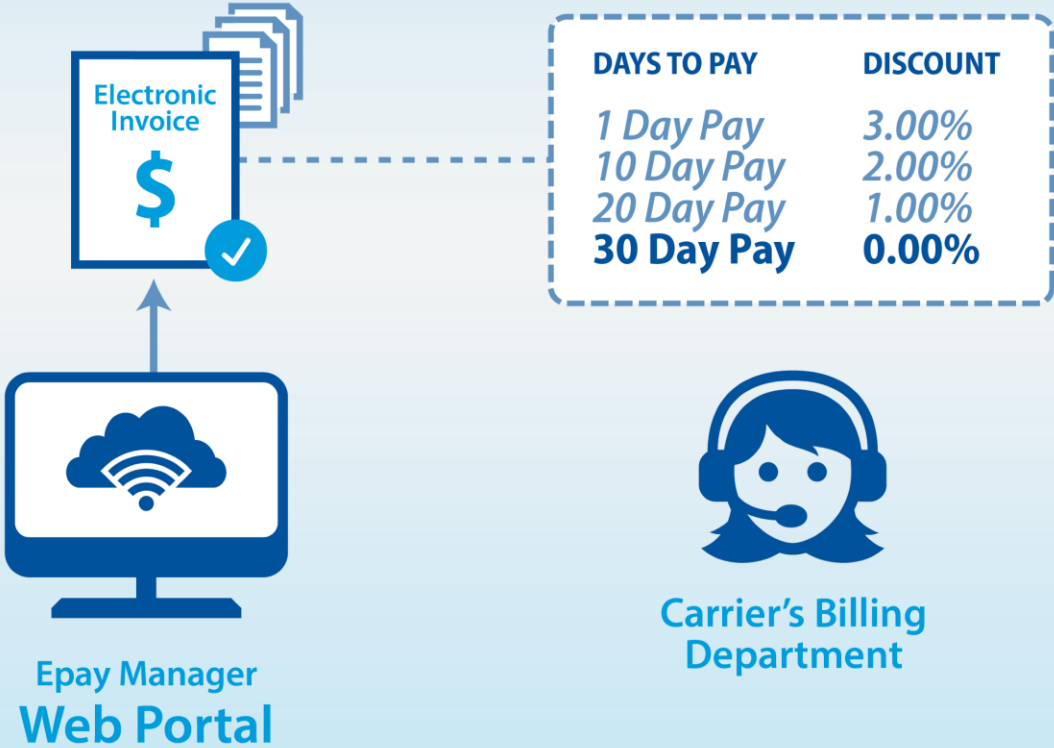 Electronic
Invoice
$
DAYS TO PAY DISCOUNT
1 Day Pay 3.00%
10 Day Pay 2.00%
20 Day Pay 1.00%
30 Day Pay 0.00%
Carrier’s Billing
Department
Epay Manager
Web Portal